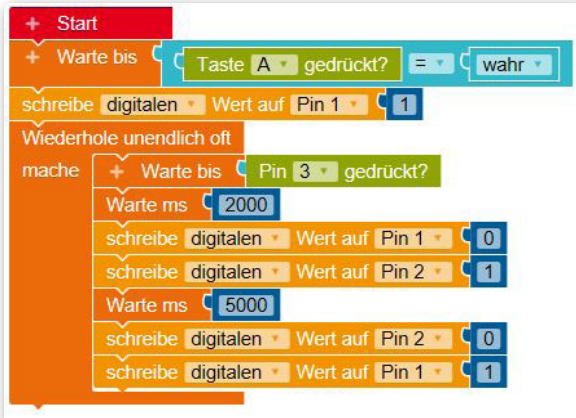 + Start
+ Warte bis Taste A gedrückt? = wahr
schreibe digitalen Wert auf Pin 1 1
Wiederhole unendlich oft
mache + Warte bis Pin 3 gedrückt?
Warte ms 2000
schreibe digitalen Wert auf Pin 1 0
schreibe digitalen Wert auf Pin 2 1
Warte ms 5000
schreibe digitalen Wert auf Pin 2 0
schreibe digitalen Wert auf Pin 1 1